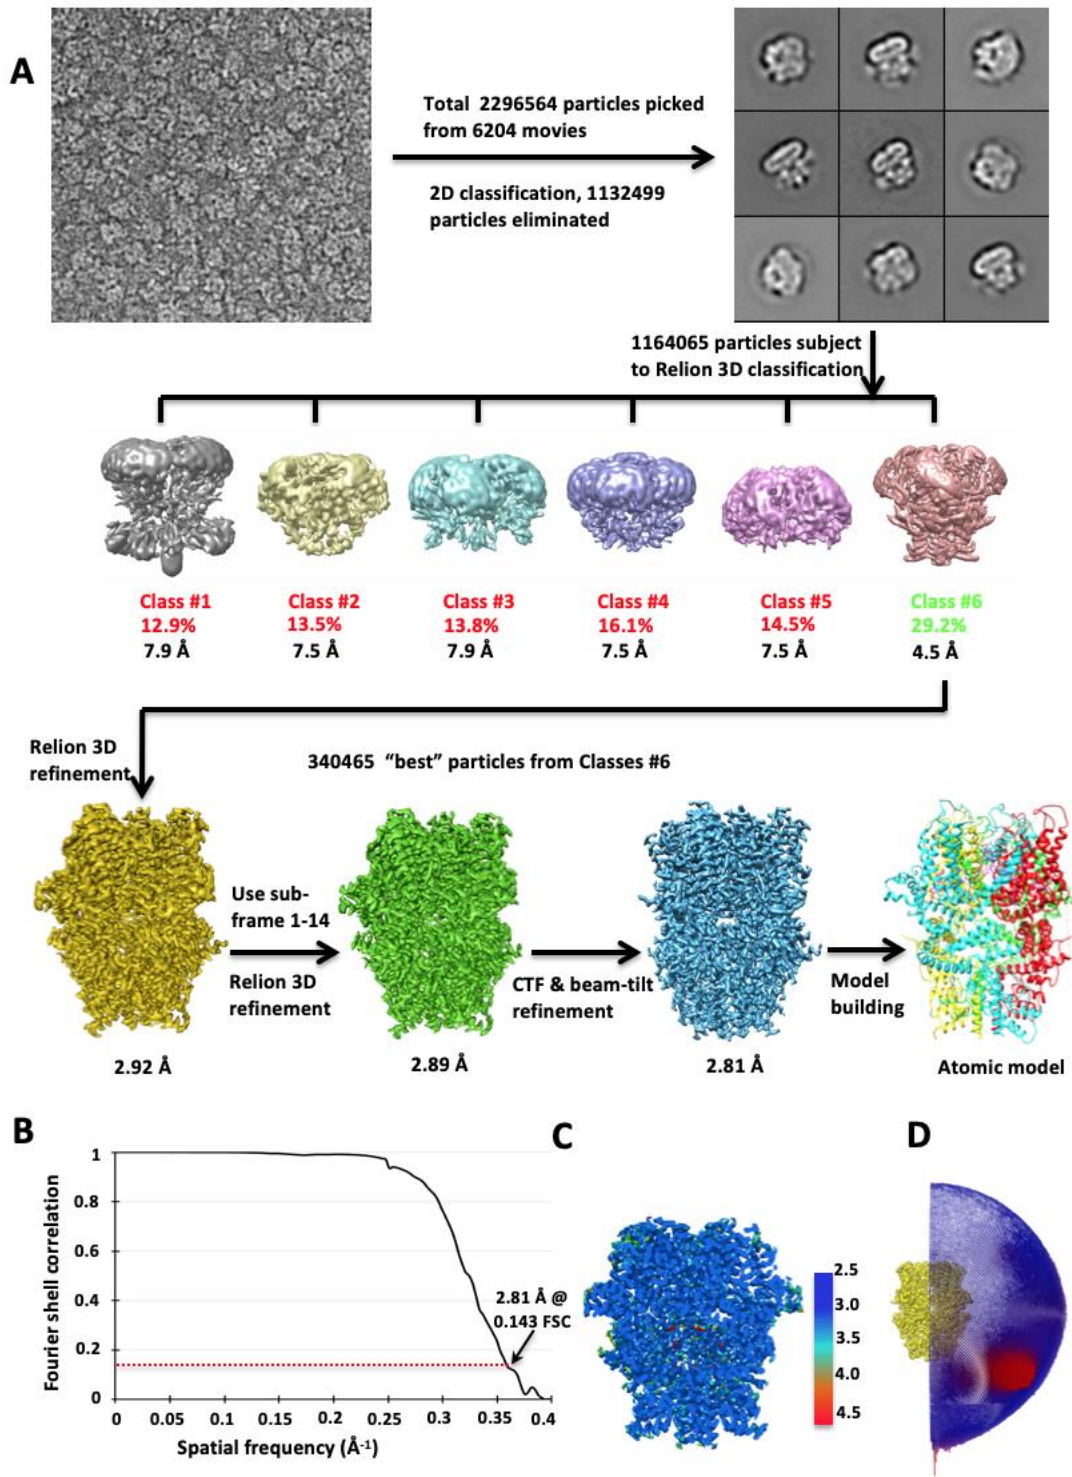 A
Total 2296564 particles picked
from 6204 movies
2D classification, 1132499
particles eliminated
1164065 particles subject
to Relion 3D classification
Class #1
12.9%
7.9 Å
Class #2
13.5%
7.5 Å
Class #3
13.8%
7.9 Å
Class #4
16.1%
7.5 Å
Class #5
14.5%
7.5 Å
Class #6
29.2%
4.5 Å
Relion 3D
refinement
340465 “best” particles from Classes #6
Use sub-
frame 1-14
Relion 3D
refinement
CTF & beam-tilt
refinement
Model
building
2.92 Å
2.89 Å
2.81 Å
Atomic model
B
Fourier shell correlation
1
0.8
0.6
0.4
0.2
0
2.81 Å @
0.143 FSC
0 0.05 0.1 0.15 0.2 0.25 0.3 0.35 0.4
Spatial frequency (Å⁻¹)
C
2.5
3.0
3.5
4.0
4.5
D